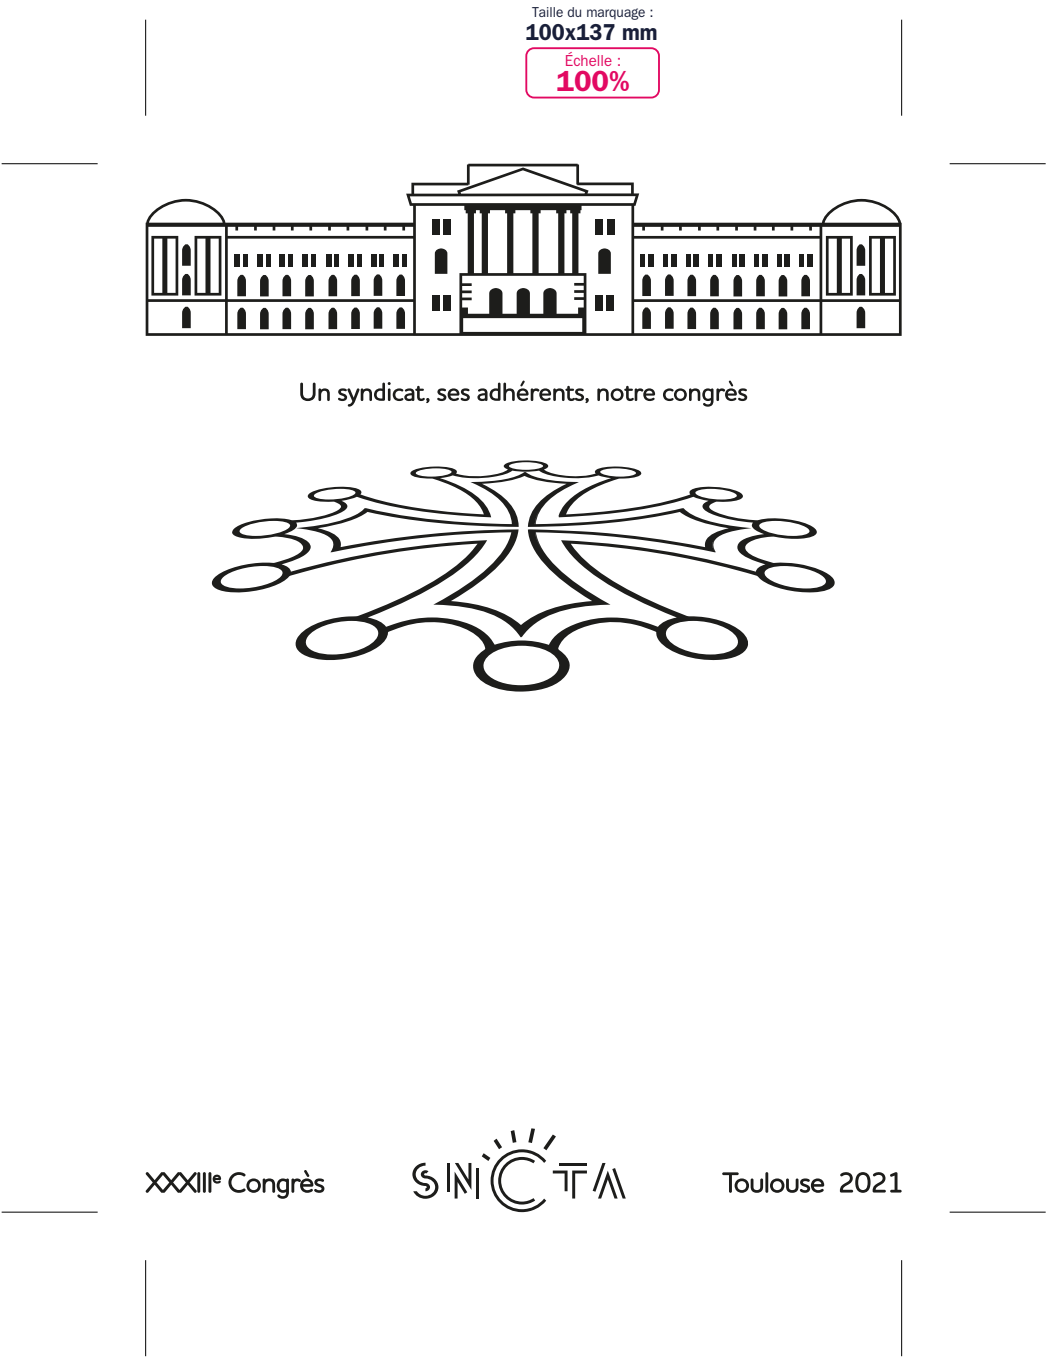 Taille du marquage :
100x137 mm
Échelle :
100%
Un syndicat, ses adhérents, notre congrès
XXXIIIe Congrès
SNCTA
Toulouse 2021